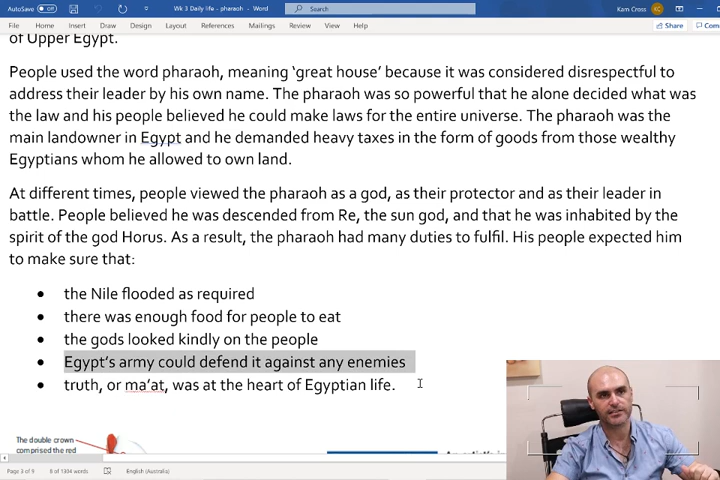 AutoSave Off
Wk 3 Daily life - pharaoh - Word
Search
Kam Cross
KC
File Home Insert Draw Design Layout References Mailings Review View Help
Share
Com
of Upper Egypt.
People used the word pharaoh, meaning ‘great house’ because it was considered disrespectful to
address their leader by his own name. The pharaoh was so powerful that he alone decided what was
the law and his people believed he could make laws for the entire universe. The pharaoh was the
main landowner in Egypt and he demanded heavy taxes in the form of goods from those wealthy
Egyptians whom he allowed to own land.
At different times, people viewed the pharaoh as a god, as their protector and as their leader in
battle. People believed he was descended from Re, the sun god, and that he was inhabited by the
spirit of the god Horus. As a result, the pharaoh had many duties to fulfil. His people expected him
to make sure that:
• the Nile flooded as required
• there was enough food for people to eat
• the gods looked kindly on the people
• Egypt’s army could defend it against any enemies
• truth, or ma’at, was at the heart of Egyptian life.
The double crown
comprised the red
Page 3 of 9 8 of 1304 words English (Australia)